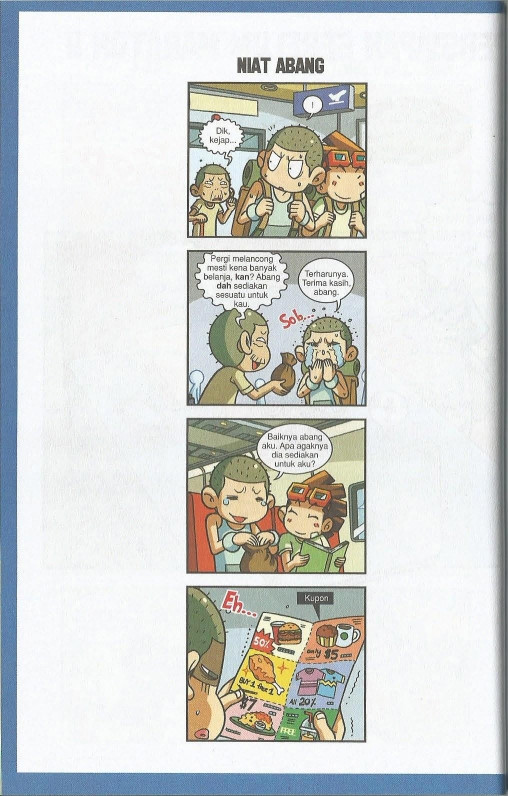 NIAT ABANG
!
Dik,
kejap...
Pergi melancong
mesti kena banyak
belanja, kan? Abang
dah sediakan
sesuatu untuk
kau.
Terharunya.
Terima kasih,
abang.
Sob...
Baiknya abang
aku. Apa agaknya
dia sediakan
untuk aku?
Eh...
Kupon
50%
only $5
BUY 1 free 1
All 20%
$7
FREE